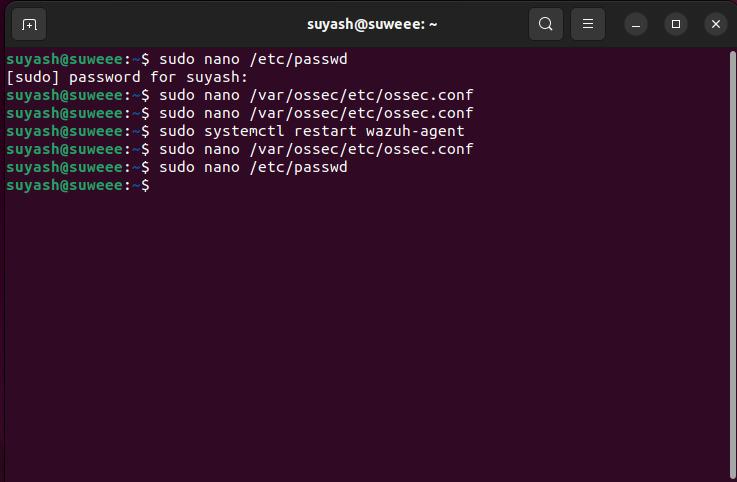 suyash@suweee: ~
suyash@suweee:~$ sudo nano /etc/passwd
[sudo] password for suyash:
suyash@suweee:~$ sudo nano /var/ossec/etc/ossec.conf
suyash@suweee:~$ sudo nano /var/ossec/etc/ossec.conf
suyash@suweee:~$ sudo systemctl restart wazuh-agent
suyash@suweee:~$ sudo nano /var/ossec/etc/ossec.conf
suyash@suweee:~$ sudo nano /etc/passwd
suyash@suweee:~$